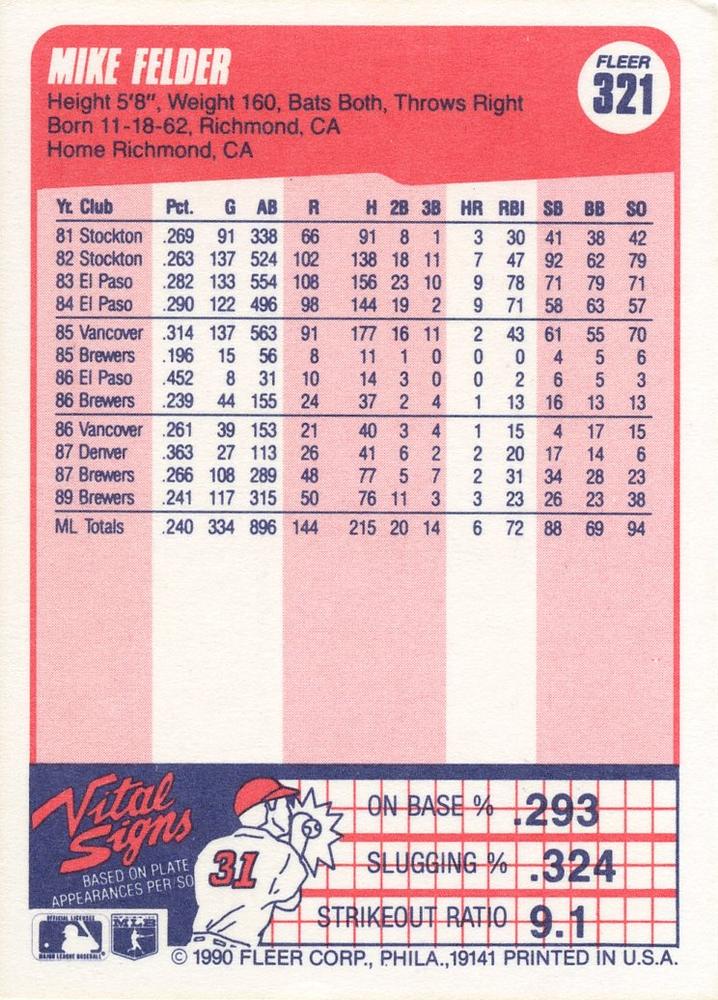 MIKE FELDER
FLEER
321
Height 5'8", Weight 160, Bats Both, Throws Right
Born 11-18-62, Richmond, CA
Home Richmond, CA
Yr. Club Pct. G AB R H 2B 3B HR RBI SB BB SO
81 Stockton .269 91 338 66 91 8 1 3 30 41 38 42
82 Stockton .263 137 524 102 138 18 11 7 47 92 62 79
83 El Paso .282 133 554 108 156 23 10 9 78 71 79 71
84 El Paso .290 122 496 98 144 19 2 9 71 58 63 57
85 Vancover .314 137 563 91 177 16 11 2 43 61 55 70
85 Brewers .196 15 56 8 11 1 0 0 0 4 5 6
86 El Paso .452 8 31 10 14 3 0 0 2 6 5 3
86 Brewers .239 44 155 24 37 2 4 1 13 16 13 13
86 Vancover .261 39 153 21 40 3 4 1 15 4 17 15
87 Denver .363 27 113 26 41 6 2 2 20 17 14 6
87 Brewers .266 108 289 48 77 5 7 2 31 34 28 23
89 Brewers .241 117 315 50 76 11 3 3 23 26 23 38
ML Totals .240 334 896 144 215 20 14 6 72 88 69 94
Vital
Signs
BASED ON PLATE
APPEARANCES PER SO
31
ON BASE % .293
SLUGGING % .324
STRIKEOUT RATIO 9.1
OFFICIAL LICENSEE
MAJOR LEAGUE BASEBALL
© 1990 FLEER CORP., PHILA.,19141 PRINTED IN U.S.A.